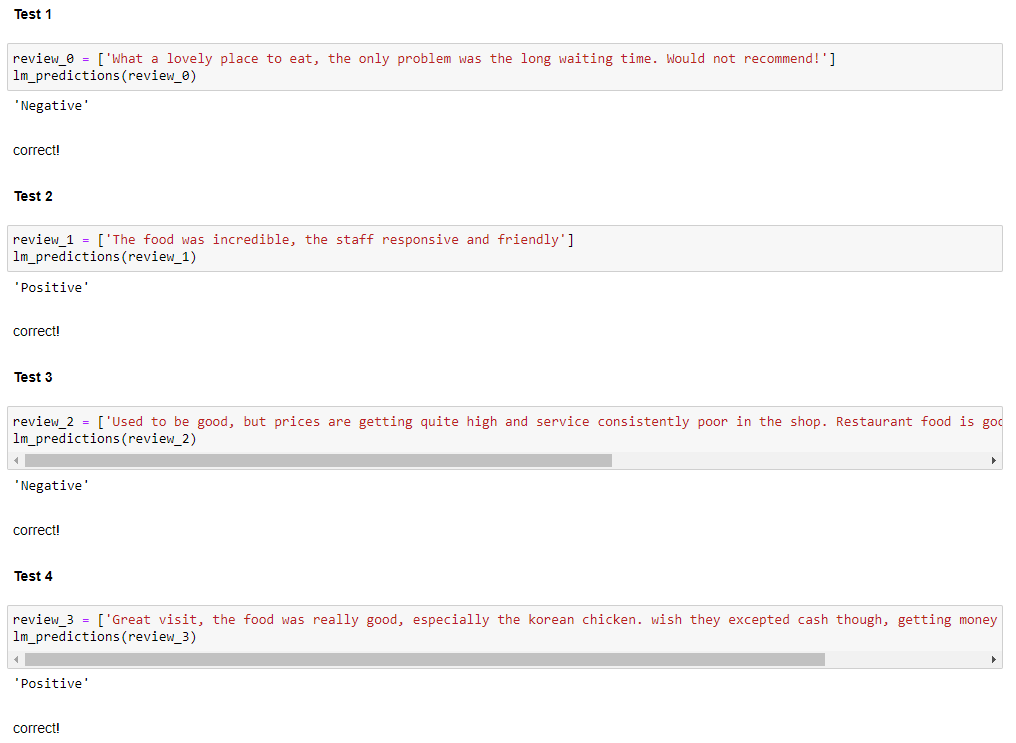 Test 1
review_0 = ['What a lovely place to eat, the only problem was the long waiting time. Would not recommend!']
lm_predictions(review_0)
'Negative'
correct!
Test 2
review_1 = ['The food was incredible, the staff responsive and friendly']
lm_predictions(review_1)
'Positive'
correct!
Test 3
review_2 = ['Used to be good, but prices are getting quite high and service consistently poor in the shop. Restaurant food is
lm_predictions(review_2)
'Negative'
correct!
Test 4
review_3 = ['Great visit, the food was really good, especially the korean chicken. wish they excepted cash though, getting money
lm_predictions(review_3)
'Positive'
correct!